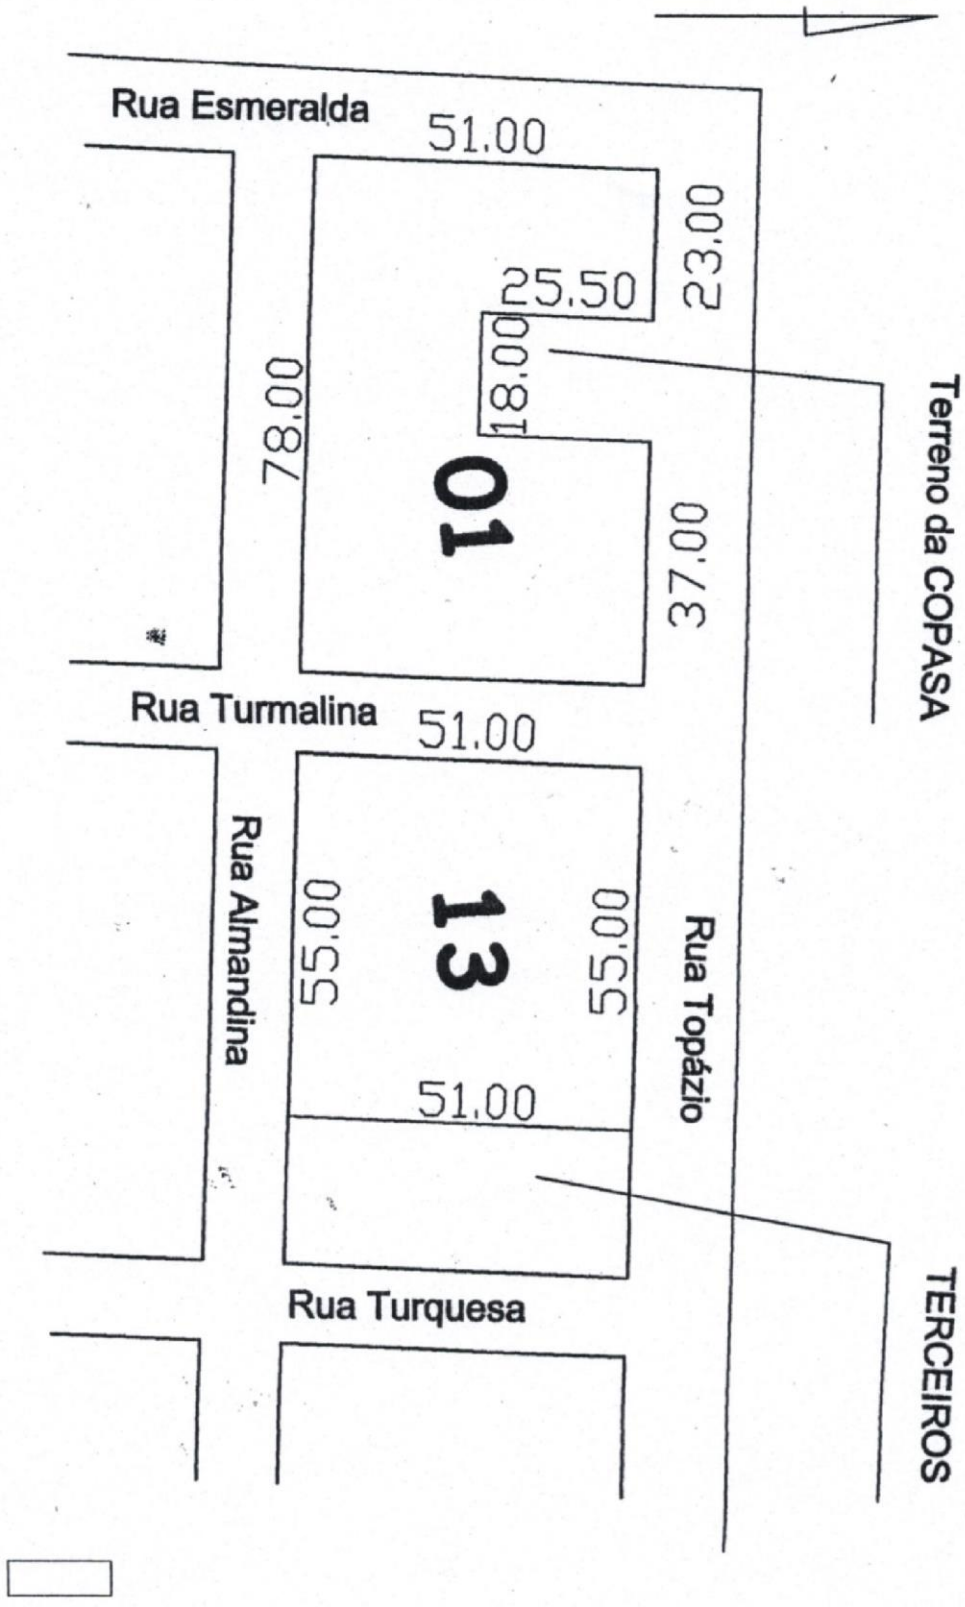 Rua Esmeralda
51.00
23.00
25.50
18.00
Terreno da COPASA
78.00
01
37.00
Rua Turmalina
51.00
Rua Almandina
55.00
13
55.00
Rua Topázio
51.00
TERCEIROS
Rua Turquesa